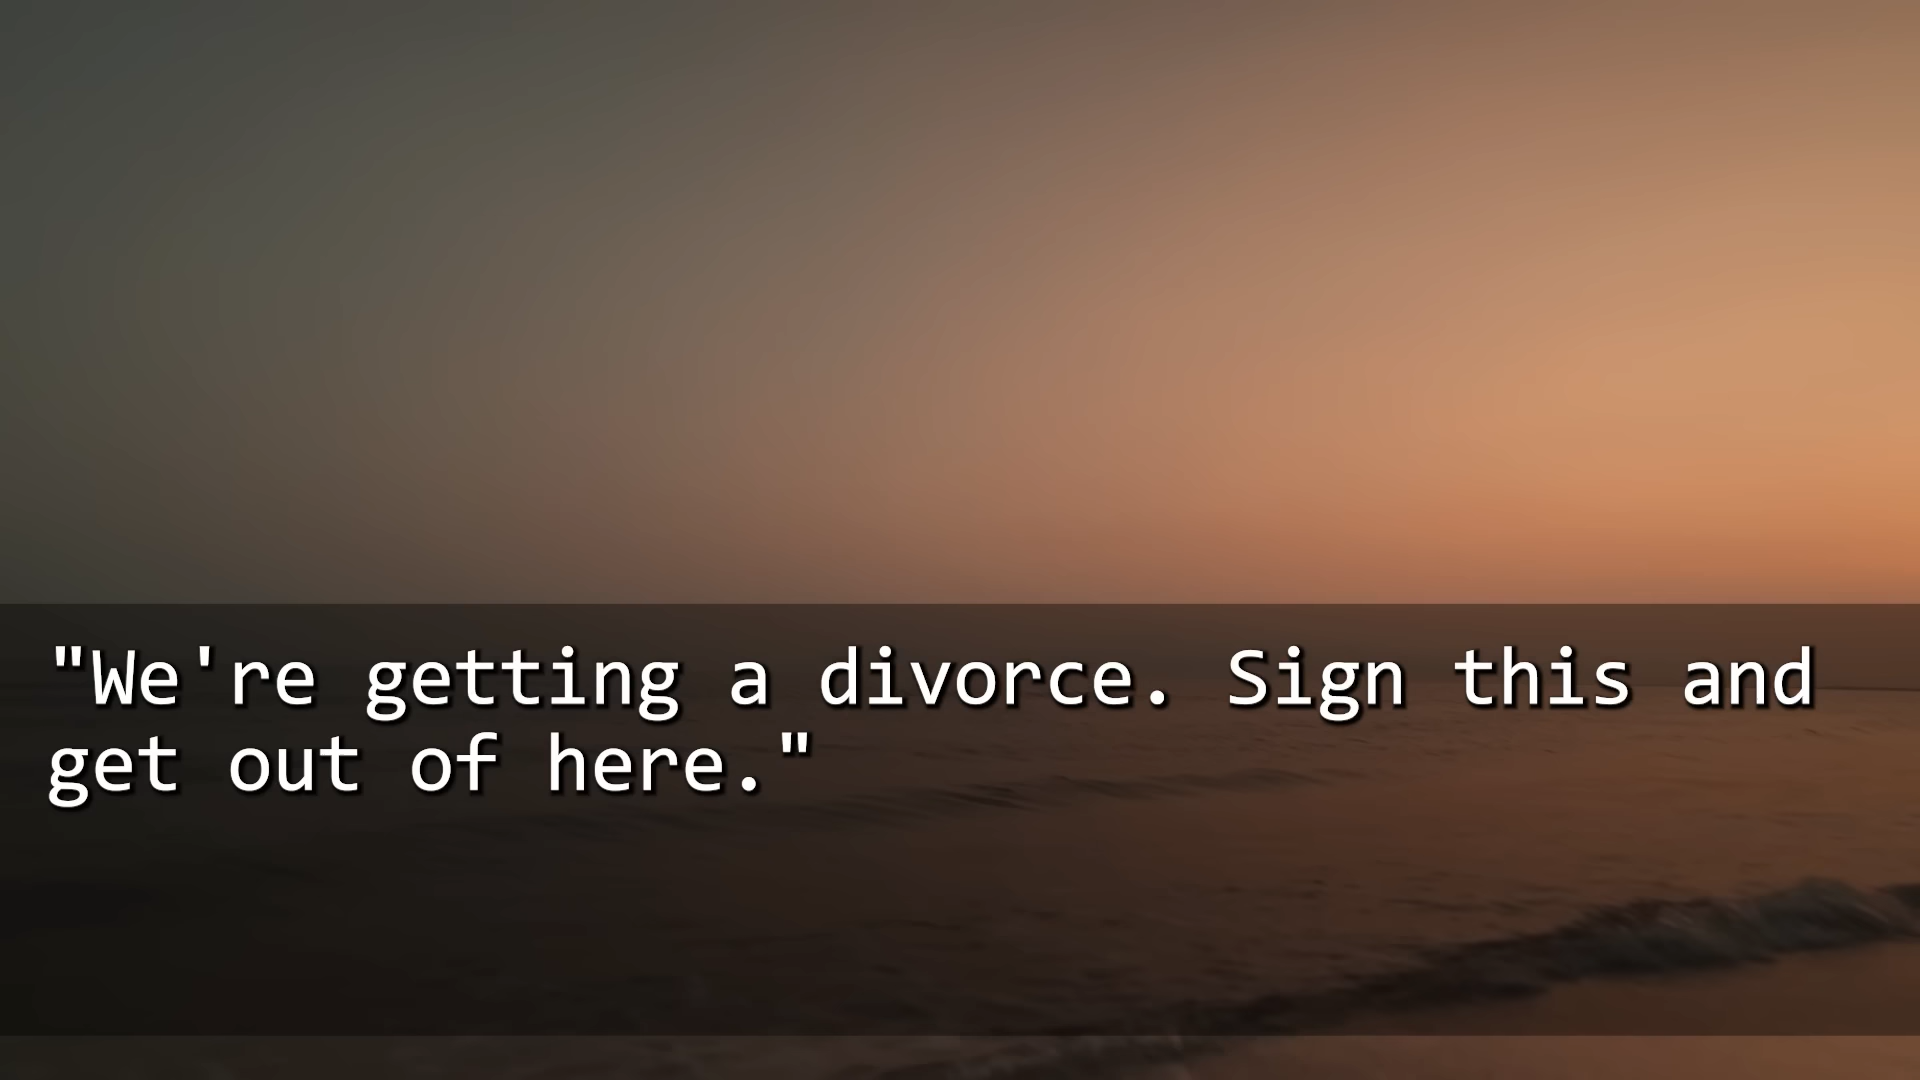 "We're getting a divorce. Sign this and
get out of here."